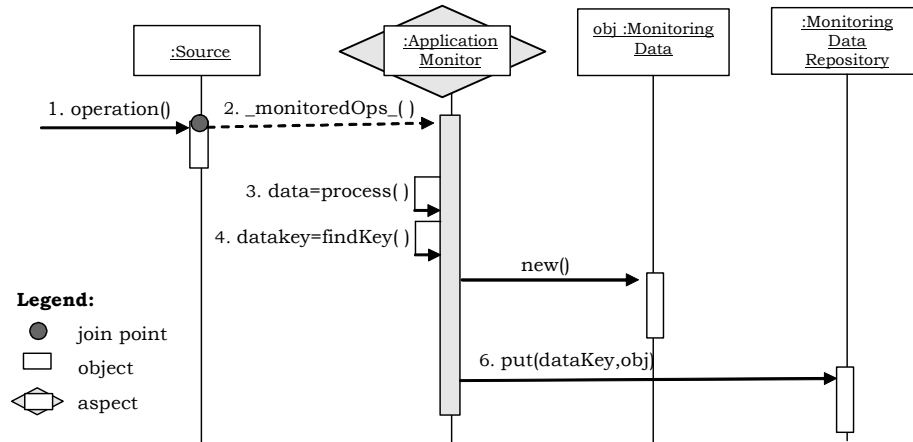 :Source
:Application
Monitor
obj :Monitoring
Data
:Monitoring
Data
Repository
1. operation()
2. _monitoredOps_( )
3. data=process( )
4. datakey=findKey( )
new()
6. put(dataKey,obj)
Legend:
join point
object
aspect